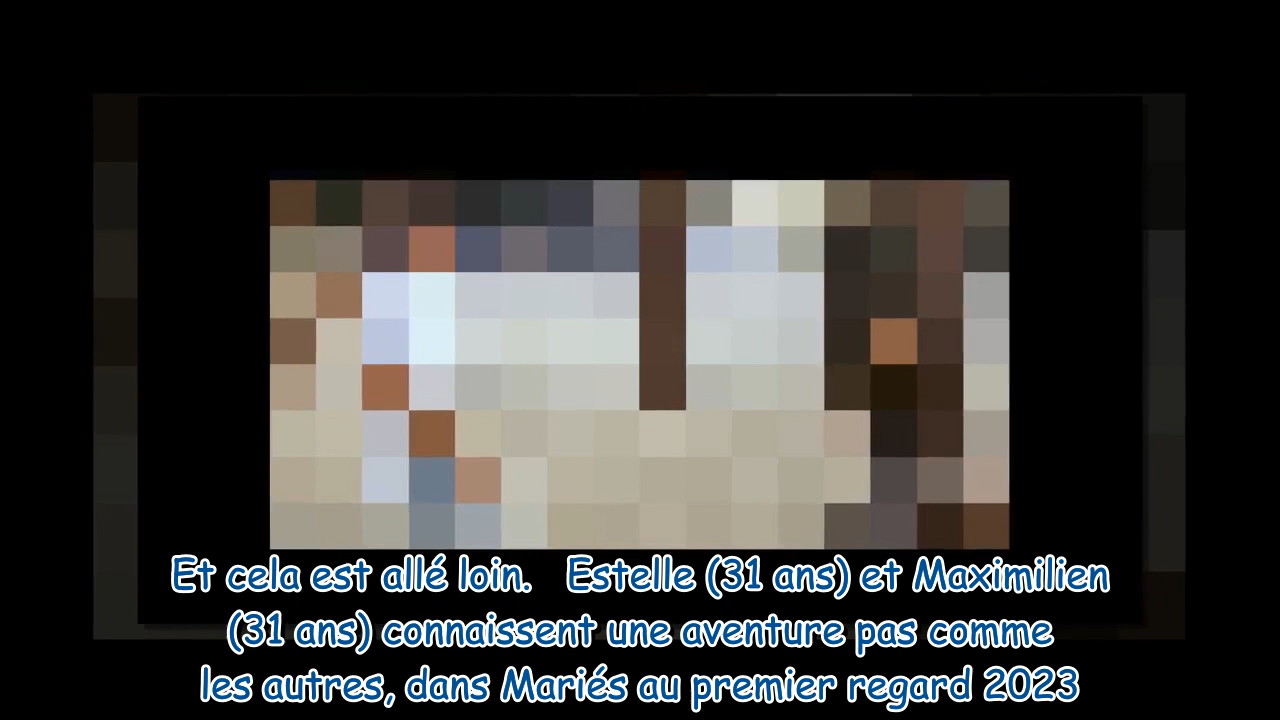 Et cela est allé loin. Estelle (31 ans) et Maximilien
(31 ans) connaissent une aventure pas comme
les autres, dans Mariés au premier regard 2023